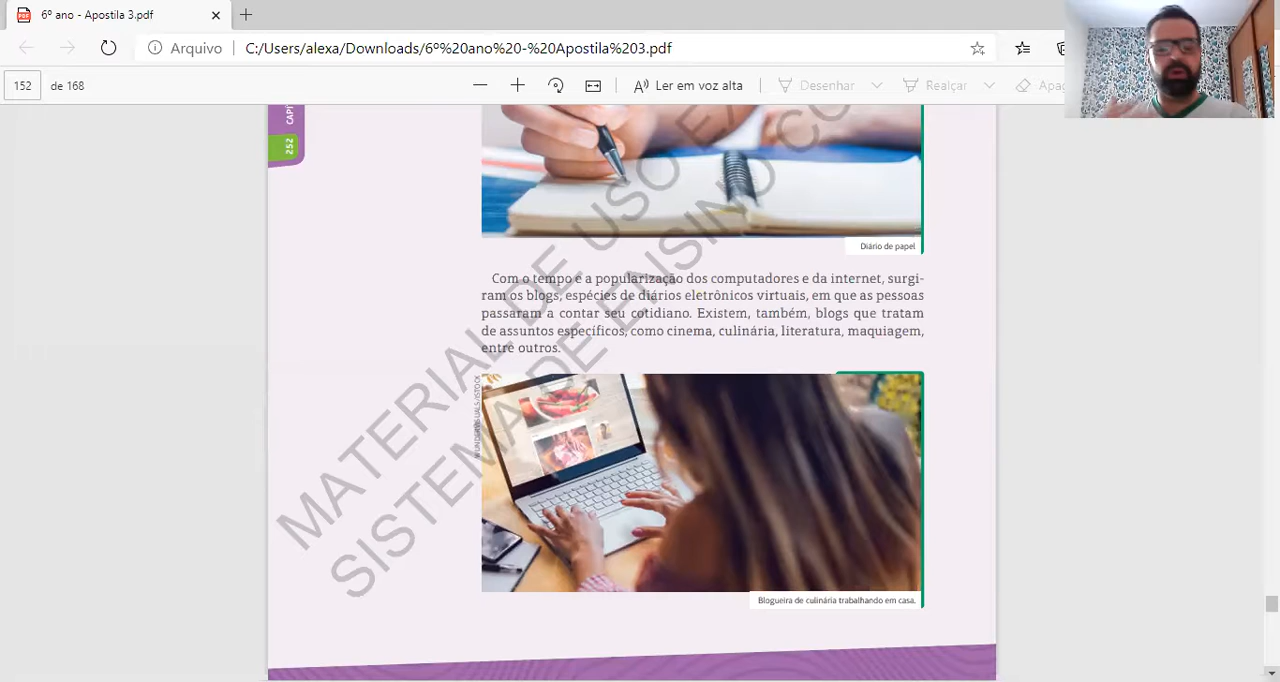 6º ano - Apostila 3.pdf
Arquivo C:/Users/alexa/Downloads/6º%20ano%20-%20Apostila%203.pdf
152 de 168 Ler em voz alta Desenhar Realçar Apag
CAPÍ
252
Diário de papel
Com o tempo e a popularização dos computadores e da internet, surgi-
ram os blogs, espécies de diários eletrônicos virtuais, em que as pessoas
passaram a contar seu cotidiano. Existem, também, blogs que tratam
de assuntos específicos, como cinema, culinária, literatura, maquiagem,
entre outros.
Blogueira de culinária trabalhando em casa.
MATERIAL DE USO EX
SISTEMA DE ENSINO CO